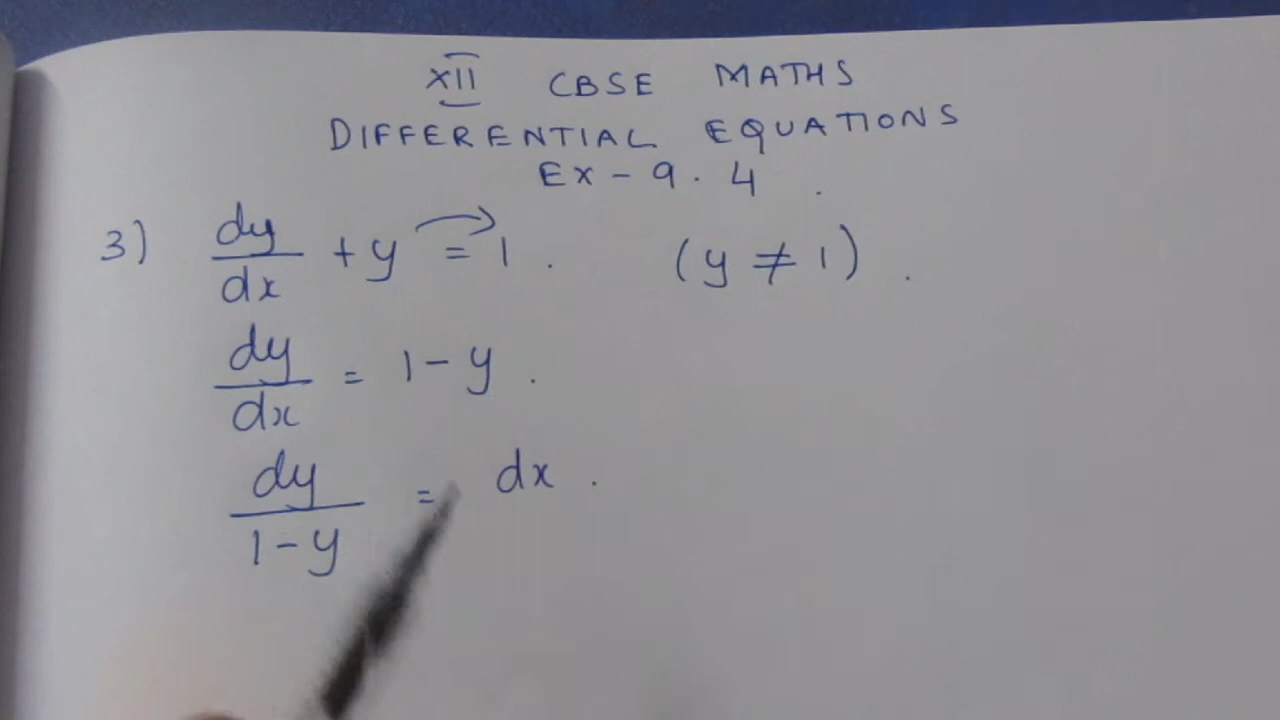 XII CBSE MATHS
DIFFERENTIAL EQUATIONS
EX - 9.4 .
3) dy/dx + y = 1 . (y ≠ 1) .
dy/dx = 1 - y .
dy/1 - y = dx .